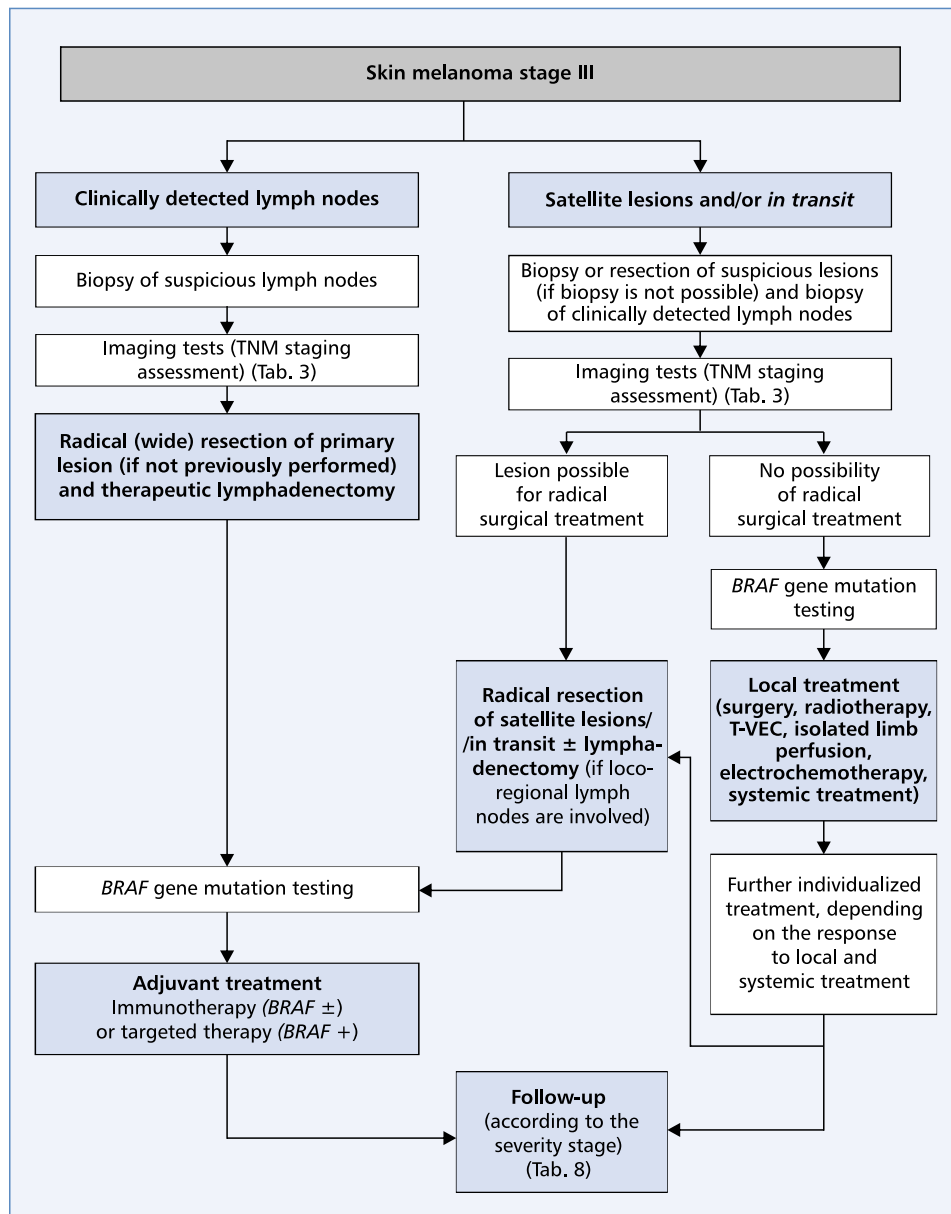 Skin melanoma stage III
Clinically detected lymph nodes
Biopsy of suspicious lymph nodes
Imaging tests (TNM staging
assessment) (Tab. 3)
Radical (wide) resection of primary
lesion (if not previously performed)
and therapeutic lymphadenectomy
Satellite lesions and/or in transit
Biopsy or resection of suspicious lesions
(if biopsy is not possible) and biopsy
of clinically detected lymph nodes
Imaging tests (TNM staging
assessment) (Tab. 3)
Lesion possible
for radical
surgical treatment
No possibility
of radical
surgical treatment
BRAF gene mutation
testing
Radical resection
of satellite lesions/
/in transit ± lympha-
denectomy (if loco-
regional lymph
nodes are involved)
Local treatment
(surgery, radiotherapy,
T-VEC, isolated limb
perfusion,
electrochemotherapy,
systemic treatment)
BRAF gene mutation testing
Further individualized
treatment, depending
on the response
to local and
systemic treatment
Adjuvant treatment
Immunotherapy (BRAF ±)
or targeted therapy (BRAF +)
Follow-up
(according to the
severity stage)
(Tab. 8)